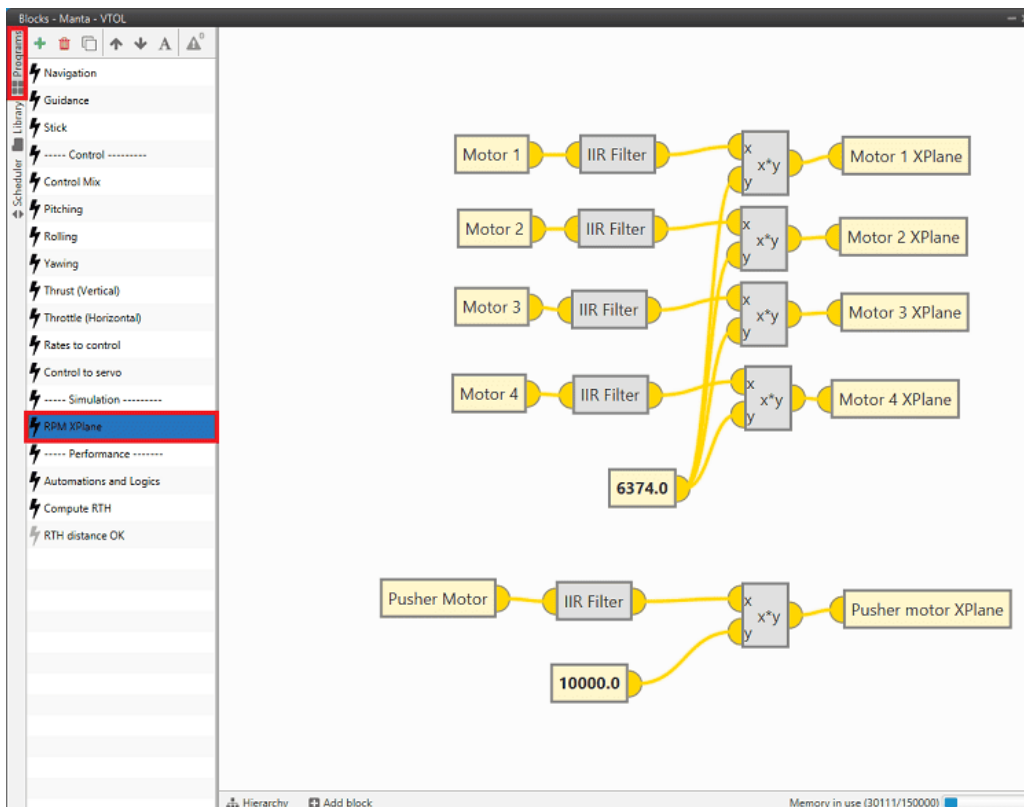 Blocks - Manta - VTOL
Programs
Library
Scheduler
A
0
Navigation
Guidance
Stick
----- Control ---------
Control Mix
Pitching
Rolling
Yawing
Thrust (Vertical)
Throttle (Horizontal)
Rates to control
Control to servo
----- Simulation ---------
RPM XPlane
----- Performance -------
Automations and Logics
Compute RTH
RTH distance OK
Motor 1
IIR Filter
x
y
x*y
Motor 1 XPlane
Motor 2
IIR Filter
x
y
x*y
Motor 2 XPlane
Motor 3
IIR Filter
x
y
x*y
Motor 3 XPlane
Motor 4
IIR Filter
x
y
x*y
Motor 4 XPlane
6374.0
Pusher Motor
IIR Filter
x
y
x*y
Pusher motor XPlane
10000.0
Hierarchy
Add block
Memory in use (30111/150000)